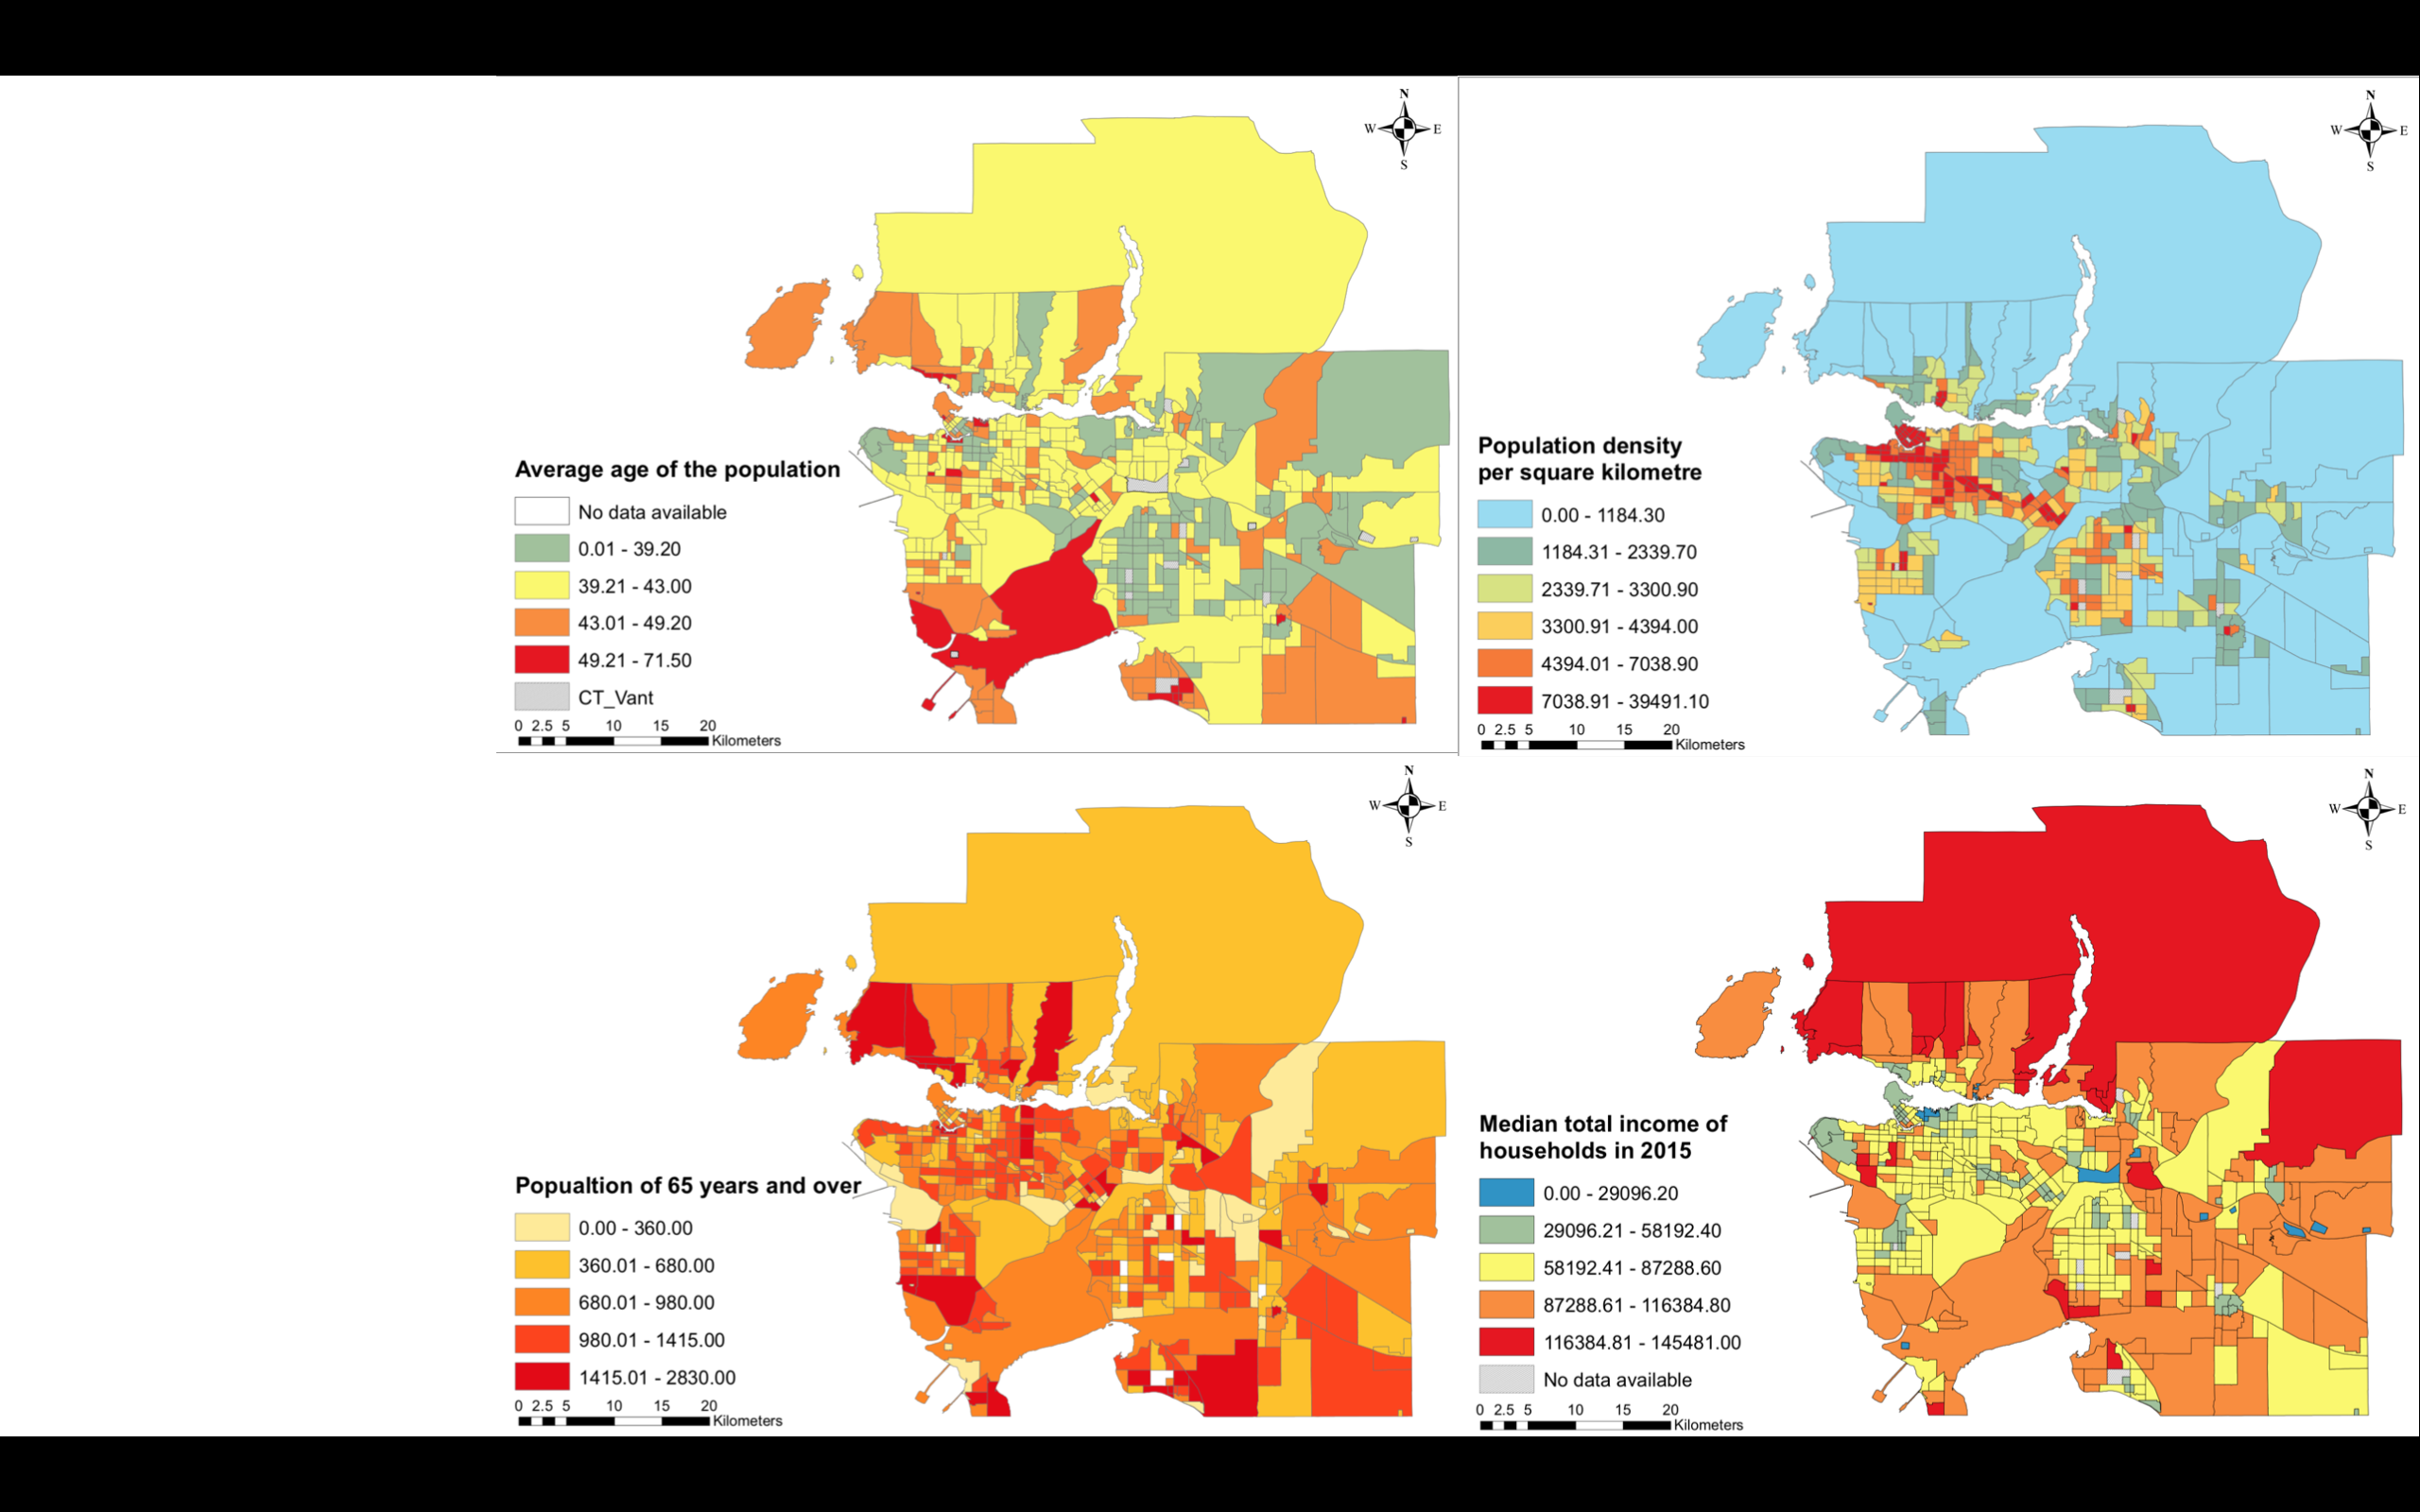 N
W E
S
Average age of the population
No data available
0.01 - 39.20
39.21 - 43.00
43.01 - 49.20
49.21 - 71.50
CT_Vant
0 2.5 5 10 15 20
Kilometers
N
W E
S
Population density
per square kilometre
0.00 - 1184.30
1184.31 - 2339.70
2339.71 - 3300.90
3300.91 - 4394.00
4394.01 - 7038.90
7038.91 - 39491.10
0 2.5 5 10 15 20
Kilometers
N
W E
S
Popualtion of 65 years and over
0.00 - 360.00
360.01 - 680.00
680.01 - 980.00
980.01 - 1415.00
1415.01 - 2830.00
0 2.5 5 10 15 20
Kilometers
N
W E
S
Median total income of
households in 2015
0.00 - 29096.20
29096.21 - 58192.40
58192.41 - 87288.60
87288.61 - 116384.80
116384.81 - 145481.00
No data available
0 2.5 5 10 15 20
Kilometers